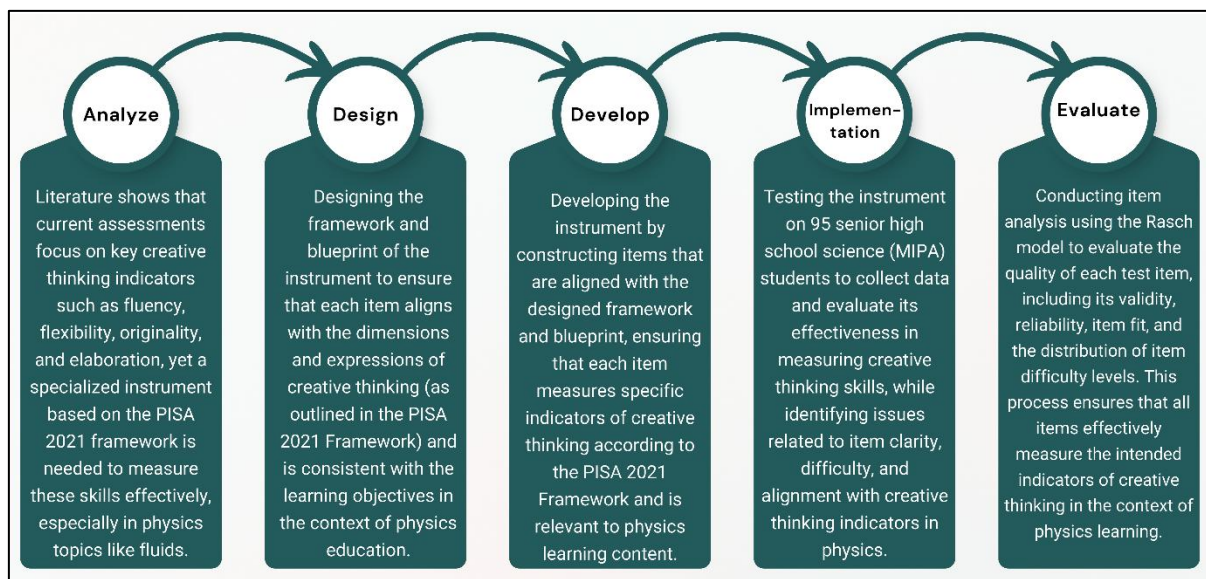 Analyze
Literature shows that
current assessments
focus on key creative
thinking indicators
such as fluency,
flexibility, originality,
and elaboration, yet a
specialized instrument
based on the PISA
2021 framework is
needed to measure
these skills effectively,
especially in physics
topics like fluids.
Design
Designing the
framework and
blueprint of the
instrument to ensure
that each item aligns
with the dimensions
and expressions of
creative thinking (as
outlined in the PISA
2021 Framework) and
is consistent with the
learning objectives in
the context of physics
education.
Develop
Developing the
instrument by
constructing items that
are aligned with the
designed framework
and blueprint, ensuring
that each item
measures specific
indicators of creative
thinking according to
the PISA 2021
Framework and is
relevant to physics
learning content.
Implemen-
tation
Testing the instrument
on 95 senior high
school science (MIPA)
students to collect data
and evaluate its
effectiveness in
measuring creative
thinking skills, while
identifying issues
related to item clarity,
difficulty, and
alignment with creative
thinking indicators in
physics.
Evaluate
Conducting item
analysis using the Rasch
model to evaluate the
quality of each test item,
including its validity,
reliability, item fit, and
the distribution of item
difficulty levels. This
process ensures that all
items effectively
measure the intended
indicators of creative
thinking in the context of
physics learning.